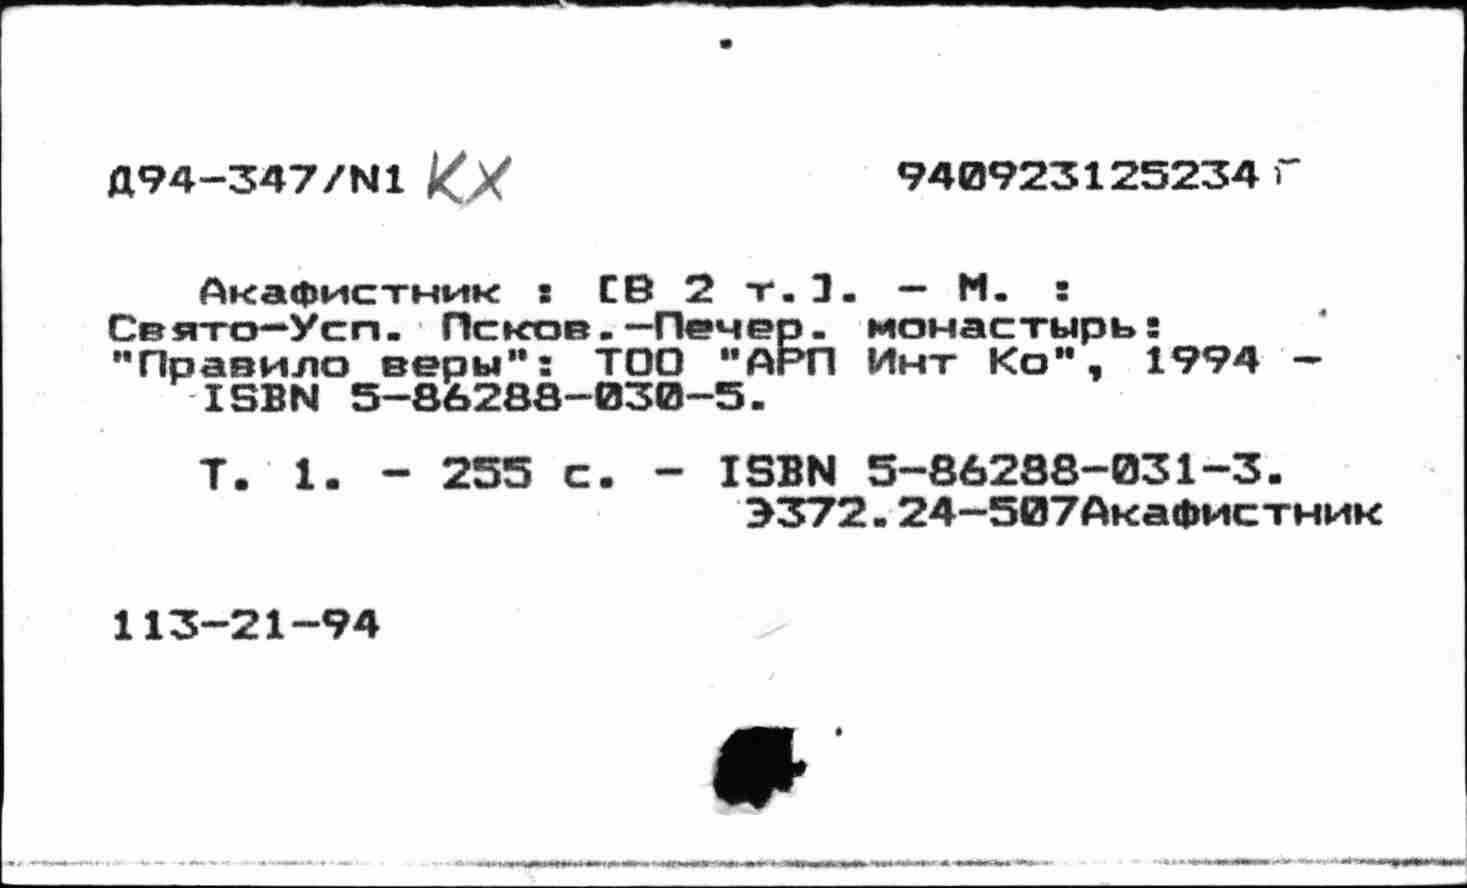 Д94-347/N1 КХ 940923125234 г
Акафистник : [В 2 т.]. - М. :
Свято-Усп. Псков.-Печер. монастырь:
"Правило веры": ТОО "АРП Инт Ко", 1994 -
ISBN 5-86288-030-5.
Т. 1. - 255 с. - ISBN 5-86288-031-3.
Э372.24-507Акафистник
113-21-94